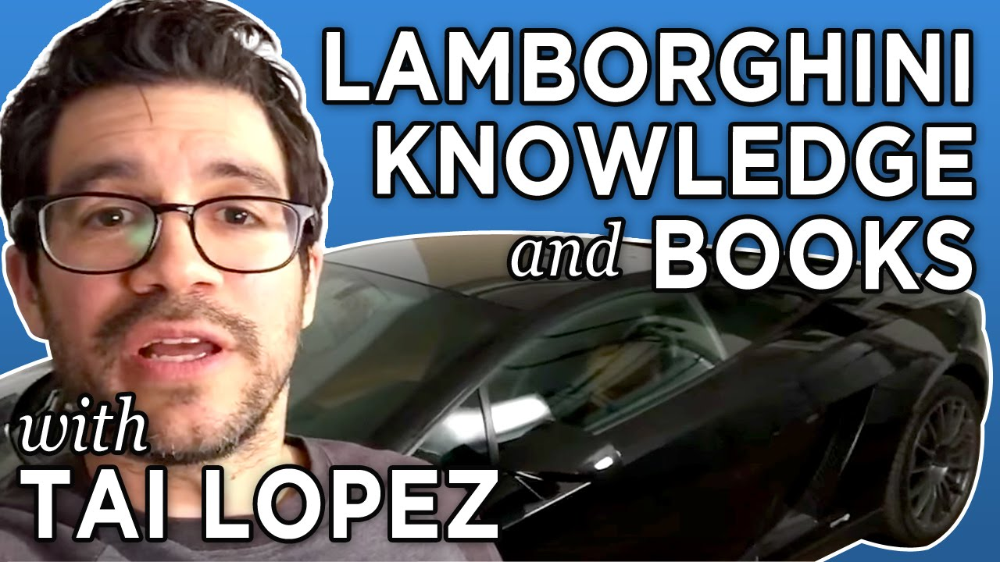 LAMBORGHINI
KNOWLEDGE
and BOOKS
with
TAI LOPEZ